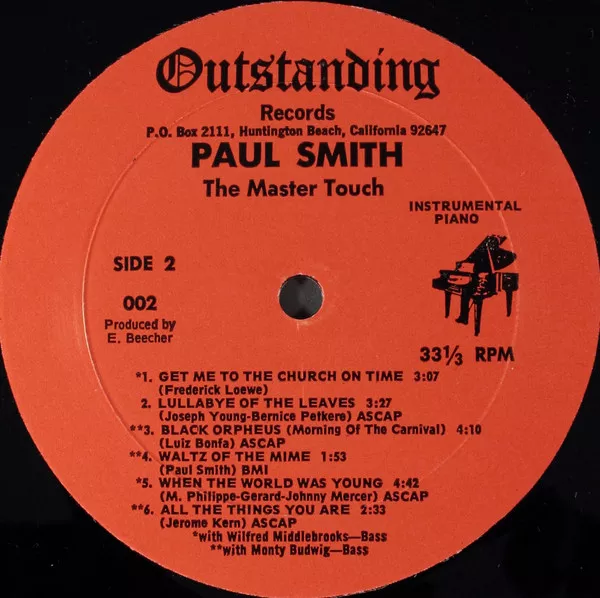 Outstanding
Records
P.O. Box 2111, Huntington Beach, California 92647
PAUL SMITH
The Master Touch
INSTRUMENTAL
PIANO
SIDE 2
002
Produced by
E. Beecher
33 1/3 RPM
*1. GET ME TO THE CHURCH ON TIME 3:07
(Frederick Loewe)
2. LULLABYE OF THE LEAVES 3:27
(Joseph Young-Bernice Petkere) ASCAP
**3. BLACK ORPHEUS (Morning Of The Carnival) 4:10
(Luiz Bonfa) ASCAP
**4. WALTZ OF THE MIME 1:53
(Paul Smith) BMI
*5. WHEN THE WORLD WAS YOUNG 4:42
(M. Philippe-Gerard-Johnny Mercer) ASCAP
**6. ALL THE THINGS YOU ARE 2:33
(Jerome Kern) ASCAP
*with Wilfred Middlebrooks—Bass
**with Monty Budwig—Bass